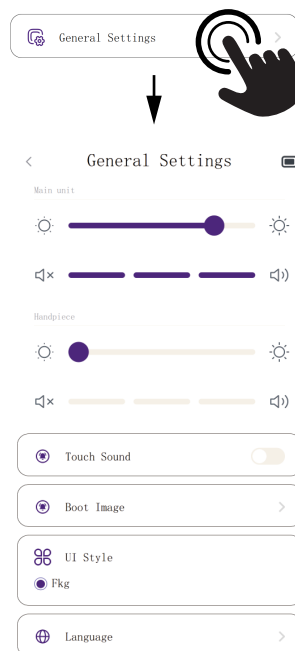 General Settings
General Settings
Main unit
Handpiece
Touch Sound
Boot Image
UI Style
Fkg
Language